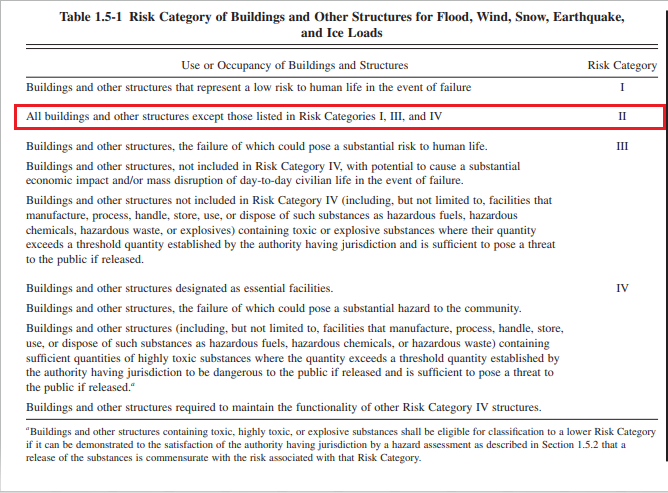 Table 1.5-1 Risk Category of Buildings and Other Structures for Flood, Wind, Snow, Earthquake,
and Ice Loads
Use or Occupancy of Buildings and Structures Risk Category
Buildings and other structures that represent a low risk to human life in the event of failure I
All buildings and other structures except those listed in Risk Categories I, III, and IV II
Buildings and other structures, the failure of which could pose a substantial risk to human life. III
Buildings and other structures, not included in Risk Category IV, with potential to cause a substantial
economic impact and/or mass disruption of day-to-day civilian life in the event of failure.
Buildings and other structures not included in Risk Category IV (including, but not limited to, facilities that
manufacture, process, handle, store, use, or dispose of such substances as hazardous fuels, hazardous
chemicals, hazardous waste, or explosives) containing toxic or explosive substances where their quantity
exceeds a threshold quantity established by the authority having jurisdiction and is sufficient to pose a threat
to the public if released.
Buildings and other structures designated as essential facilities. IV
Buildings and other structures, the failure of which could pose a substantial hazard to the community.
Buildings and other structures (including, but not limited to, facilities that manufacture, process, handle, store,
use, or dispose of such substances as hazardous fuels, hazardous chemicals, or hazardous waste) containing
sufficient quantities of highly toxic substances where the quantity exceeds a threshold quantity established by
the authority having jurisdiction to be dangerous to the public if released and is sufficient to pose a threat to
the public if released.a
Buildings and other structures required to maintain the functionality of other Risk Category IV structures.
aBuildings and other structures containing toxic, highly toxic, or explosive substances shall be eligible for classification to a lower Risk Category
if it can be demonstrated to the satisfaction of the authority having jurisdiction by a hazard assessment as described in Section 1.5.2 that a
release of the substances is commensurate with the risk associated with that Risk Category.